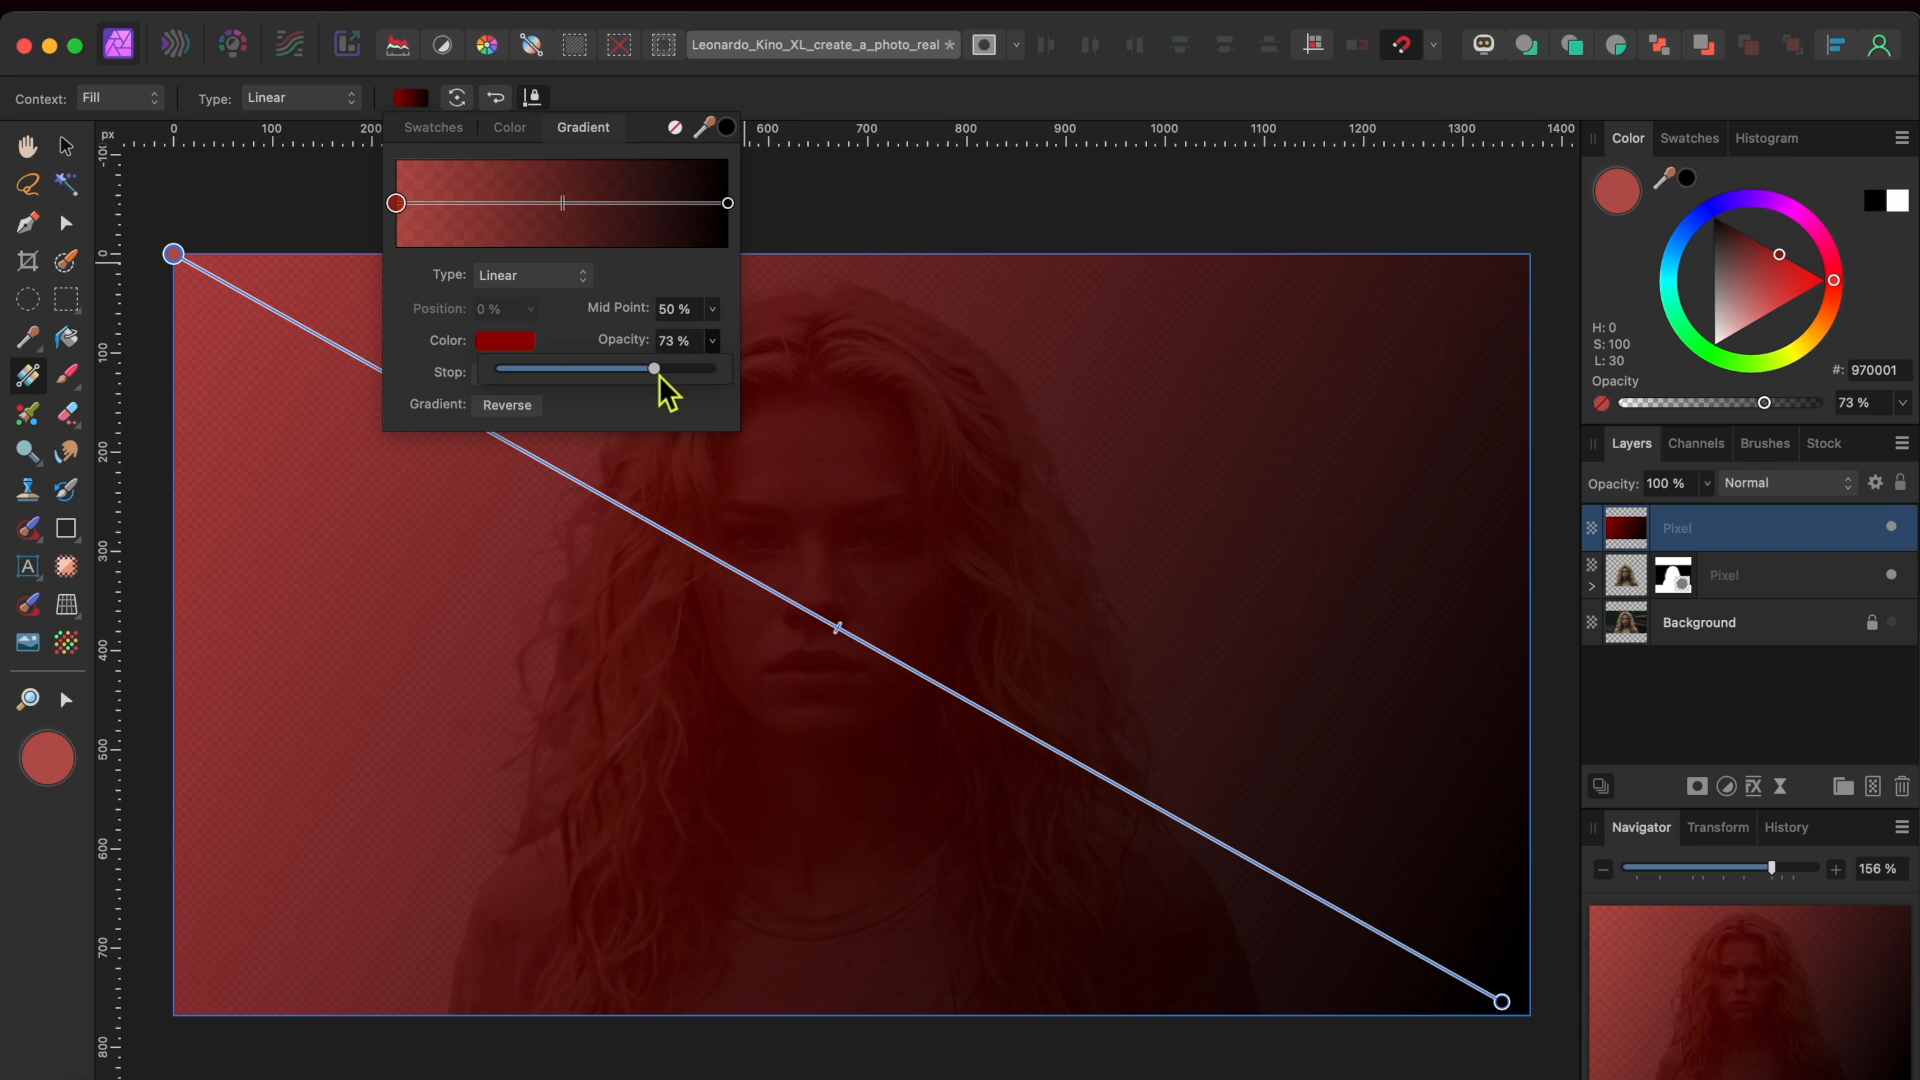 Leonardo_Kino_XL_create_a_photo_real *
Context: Fill Type: Linear
Swatches Color Gradient
Type: Linear
Position: 0 % Mid Point: 50 %
Color: Opacity: 73 %
Stop:
Gradient: Reverse
px 0 100 200 600 700 800 900 1000 1100 1200 1300 1400
-100
0
100
200
300
400
500
600
700
800
A
Color Swatches Histogram
H: 0
S: 100
L: 30
#: 970001
Opacity
73 %
Layers Channels Brushes Stock
Opacity: 100 % Normal
Pixel
Pixel
Background
Navigator Transform History
156 %